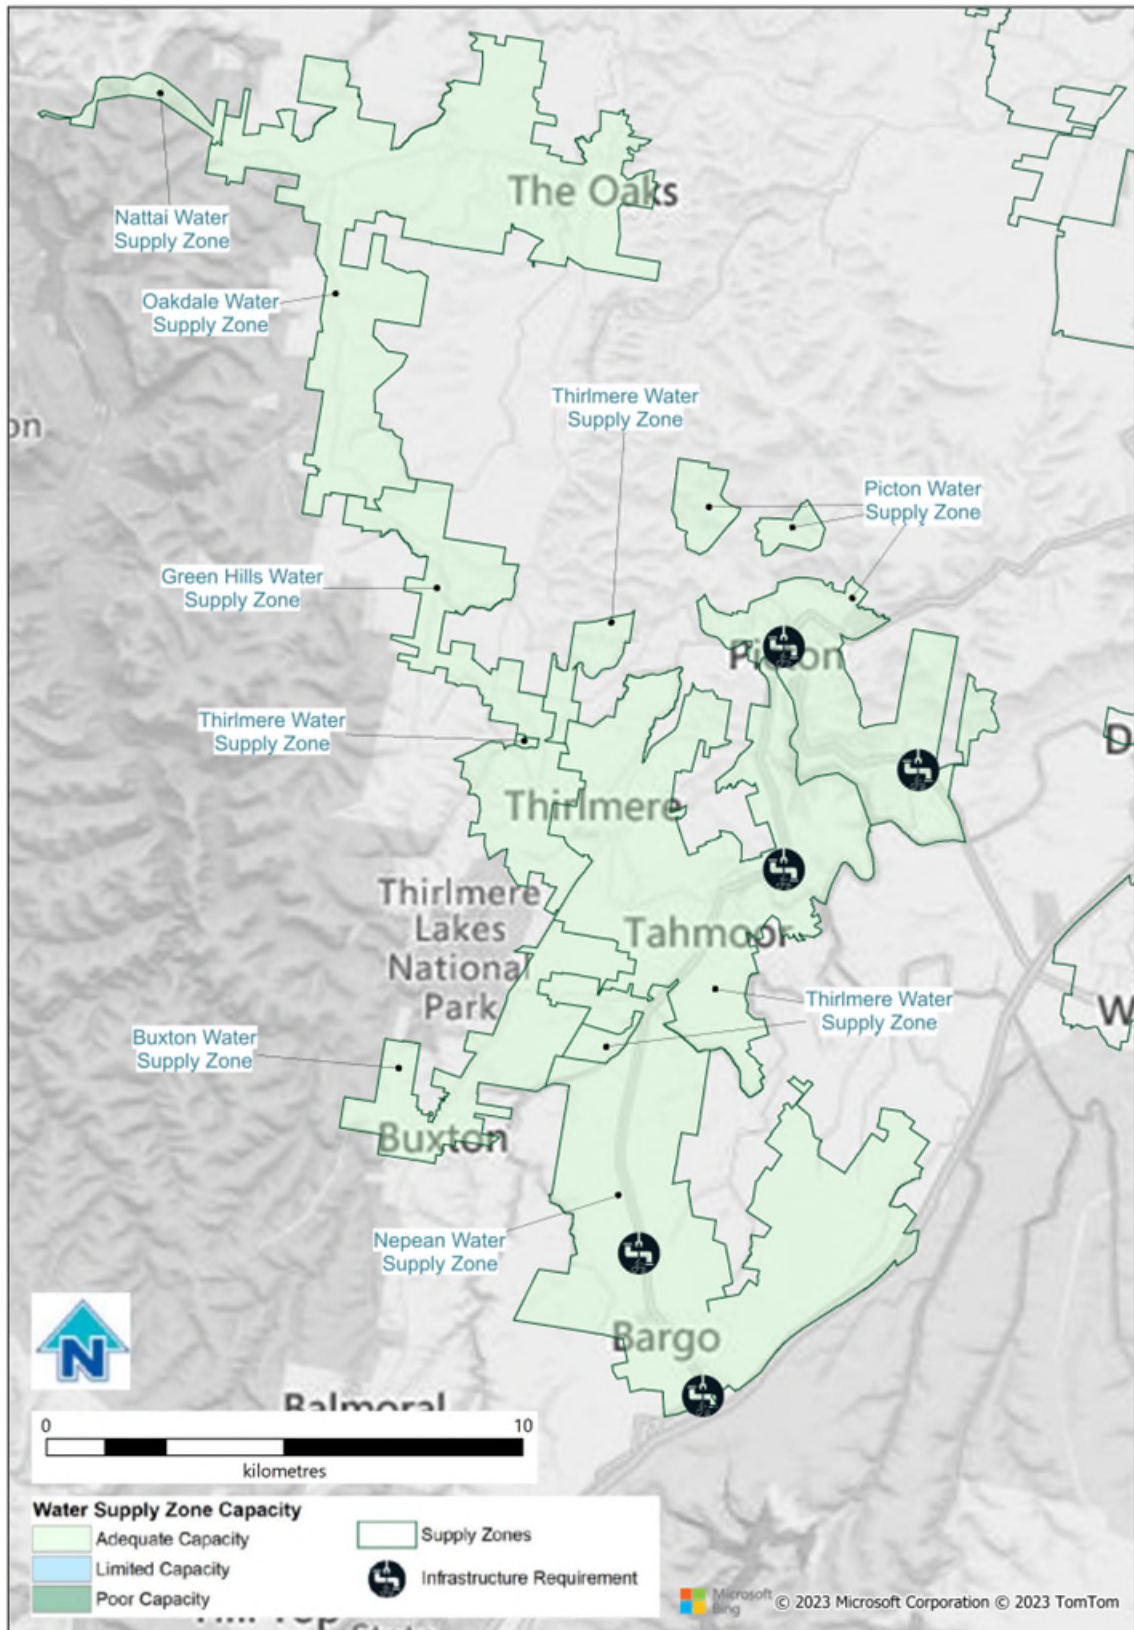 The Oaks
Nattai Water
Supply Zone
Oakdale Water
Supply Zone
on
Thirlmere Water
Supply Zone
Picton Water
Supply Zone
Green Hills Water
Supply Zone
Picton
Thirlmere Water
Supply Zone
D
Thirlmere
Thirlmere
Lakes
National
Park
Tahmoor
Thirlmere Water
Supply Zone
W
Buxton Water
Supply Zone
Buxton
Nepean Water
Supply Zone
Bargo
N
Balmoral
0 10
kilometres
Water Supply Zone Capacity
Adequate Capacity
Limited Capacity
Poor Capacity
Supply Zones
Infrastructure Requirement
Microsoft
Bing
© 2023 Microsoft Corporation © 2023 TomTom